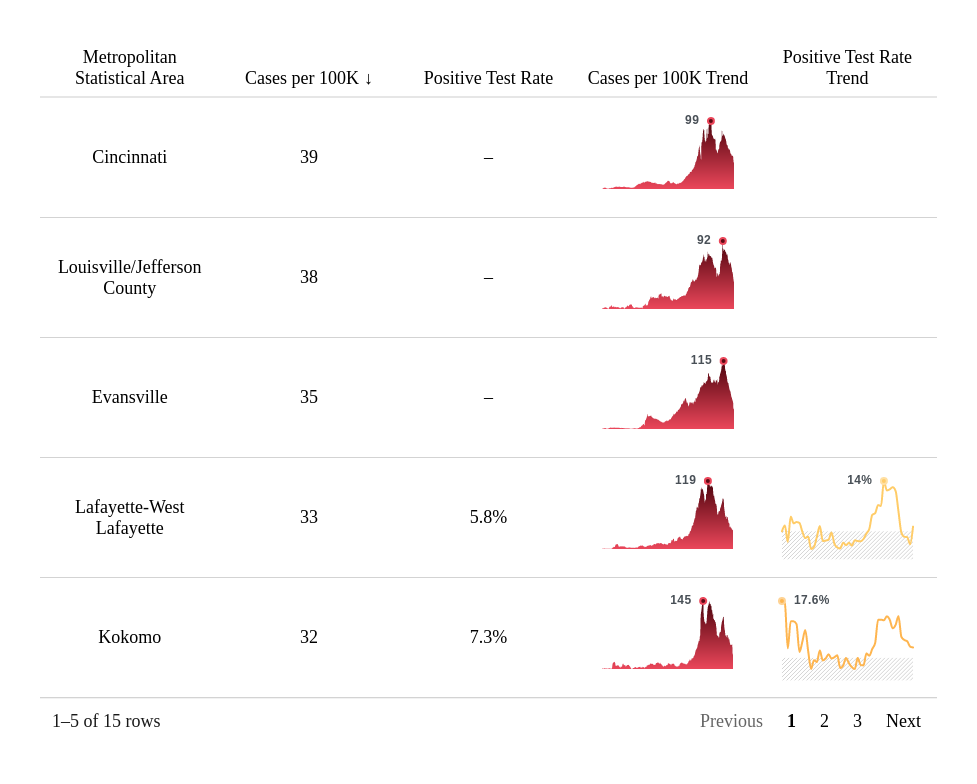 Metropolitan
Statistical Area
Cases per 100K ↓
Positive Test Rate
Cases per 100K Trend
Positive Test Rate
Trend
Cincinnati
39
–
99
Louisville/Jefferson
County
38
–
92
Evansville
35
–
115
Lafayette-West
Lafayette
33
5.8%
119
14%
Kokomo
32
7.3%
145
17.6%
1–5 of 15 rows
Previous 1 2 3 Next